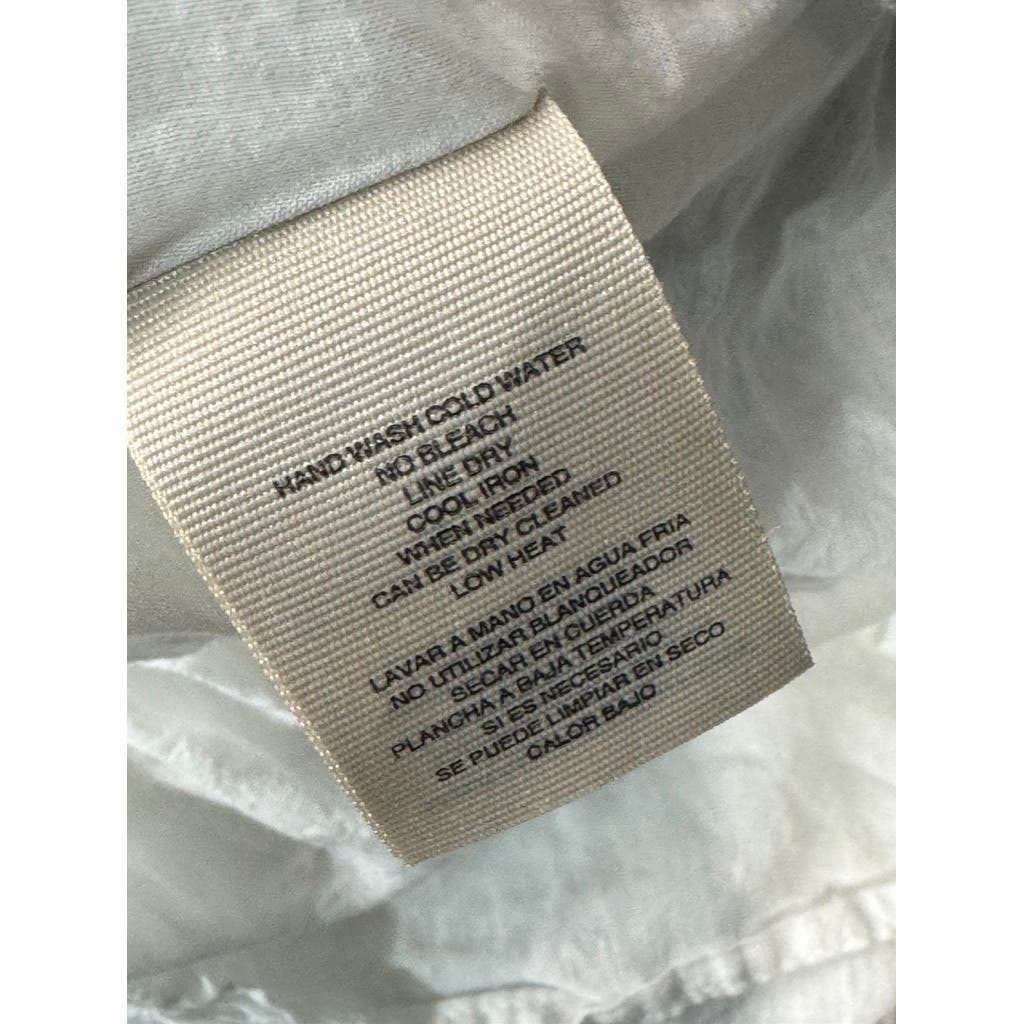 HAND WASH COLD WATER
NO BLEACH
LINE DRY
COOL IRON
WHEN NEEDED
CAN BE DRY CLEANED
LOW HEAT
LAVAR A MANO EN AGUA FRIA
NO UTILIZAR BLANQUEADOR
SECAR EN CUERDA
PLANCHA A BAJA TEMPERATURA
SI ES NECESARIO
SE PUEDE LIMPIAR EN SECO
CALOR BAJO